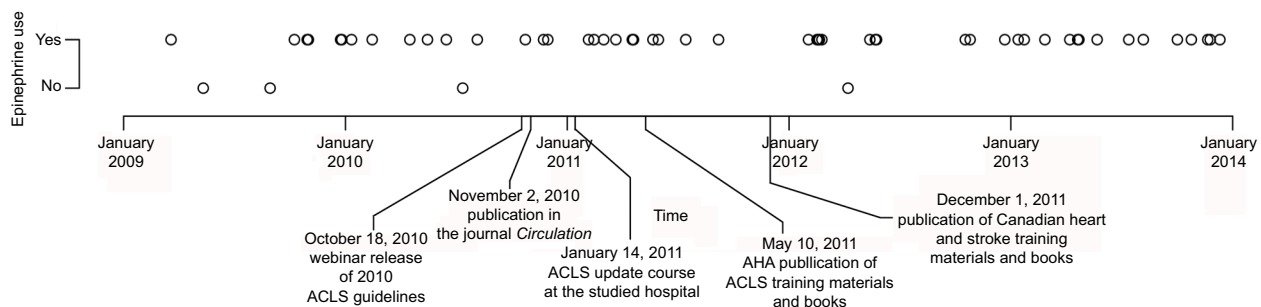 Epinephrine use
Yes
No
January
2009
January
2010
January
2011
January
2012
January
2013
January
2014
October 18, 2010
webinar release
of 2010
ACLS guidelines
November 2, 2010
publication in
the journal Circulation
January 14, 2011
ACLS update course
at the studied hospital
Time
May 10, 2011
AHA publlication of
ACLS training materials
and books
December 1, 2011
publication of Canadian heart
and stroke training
materials and books